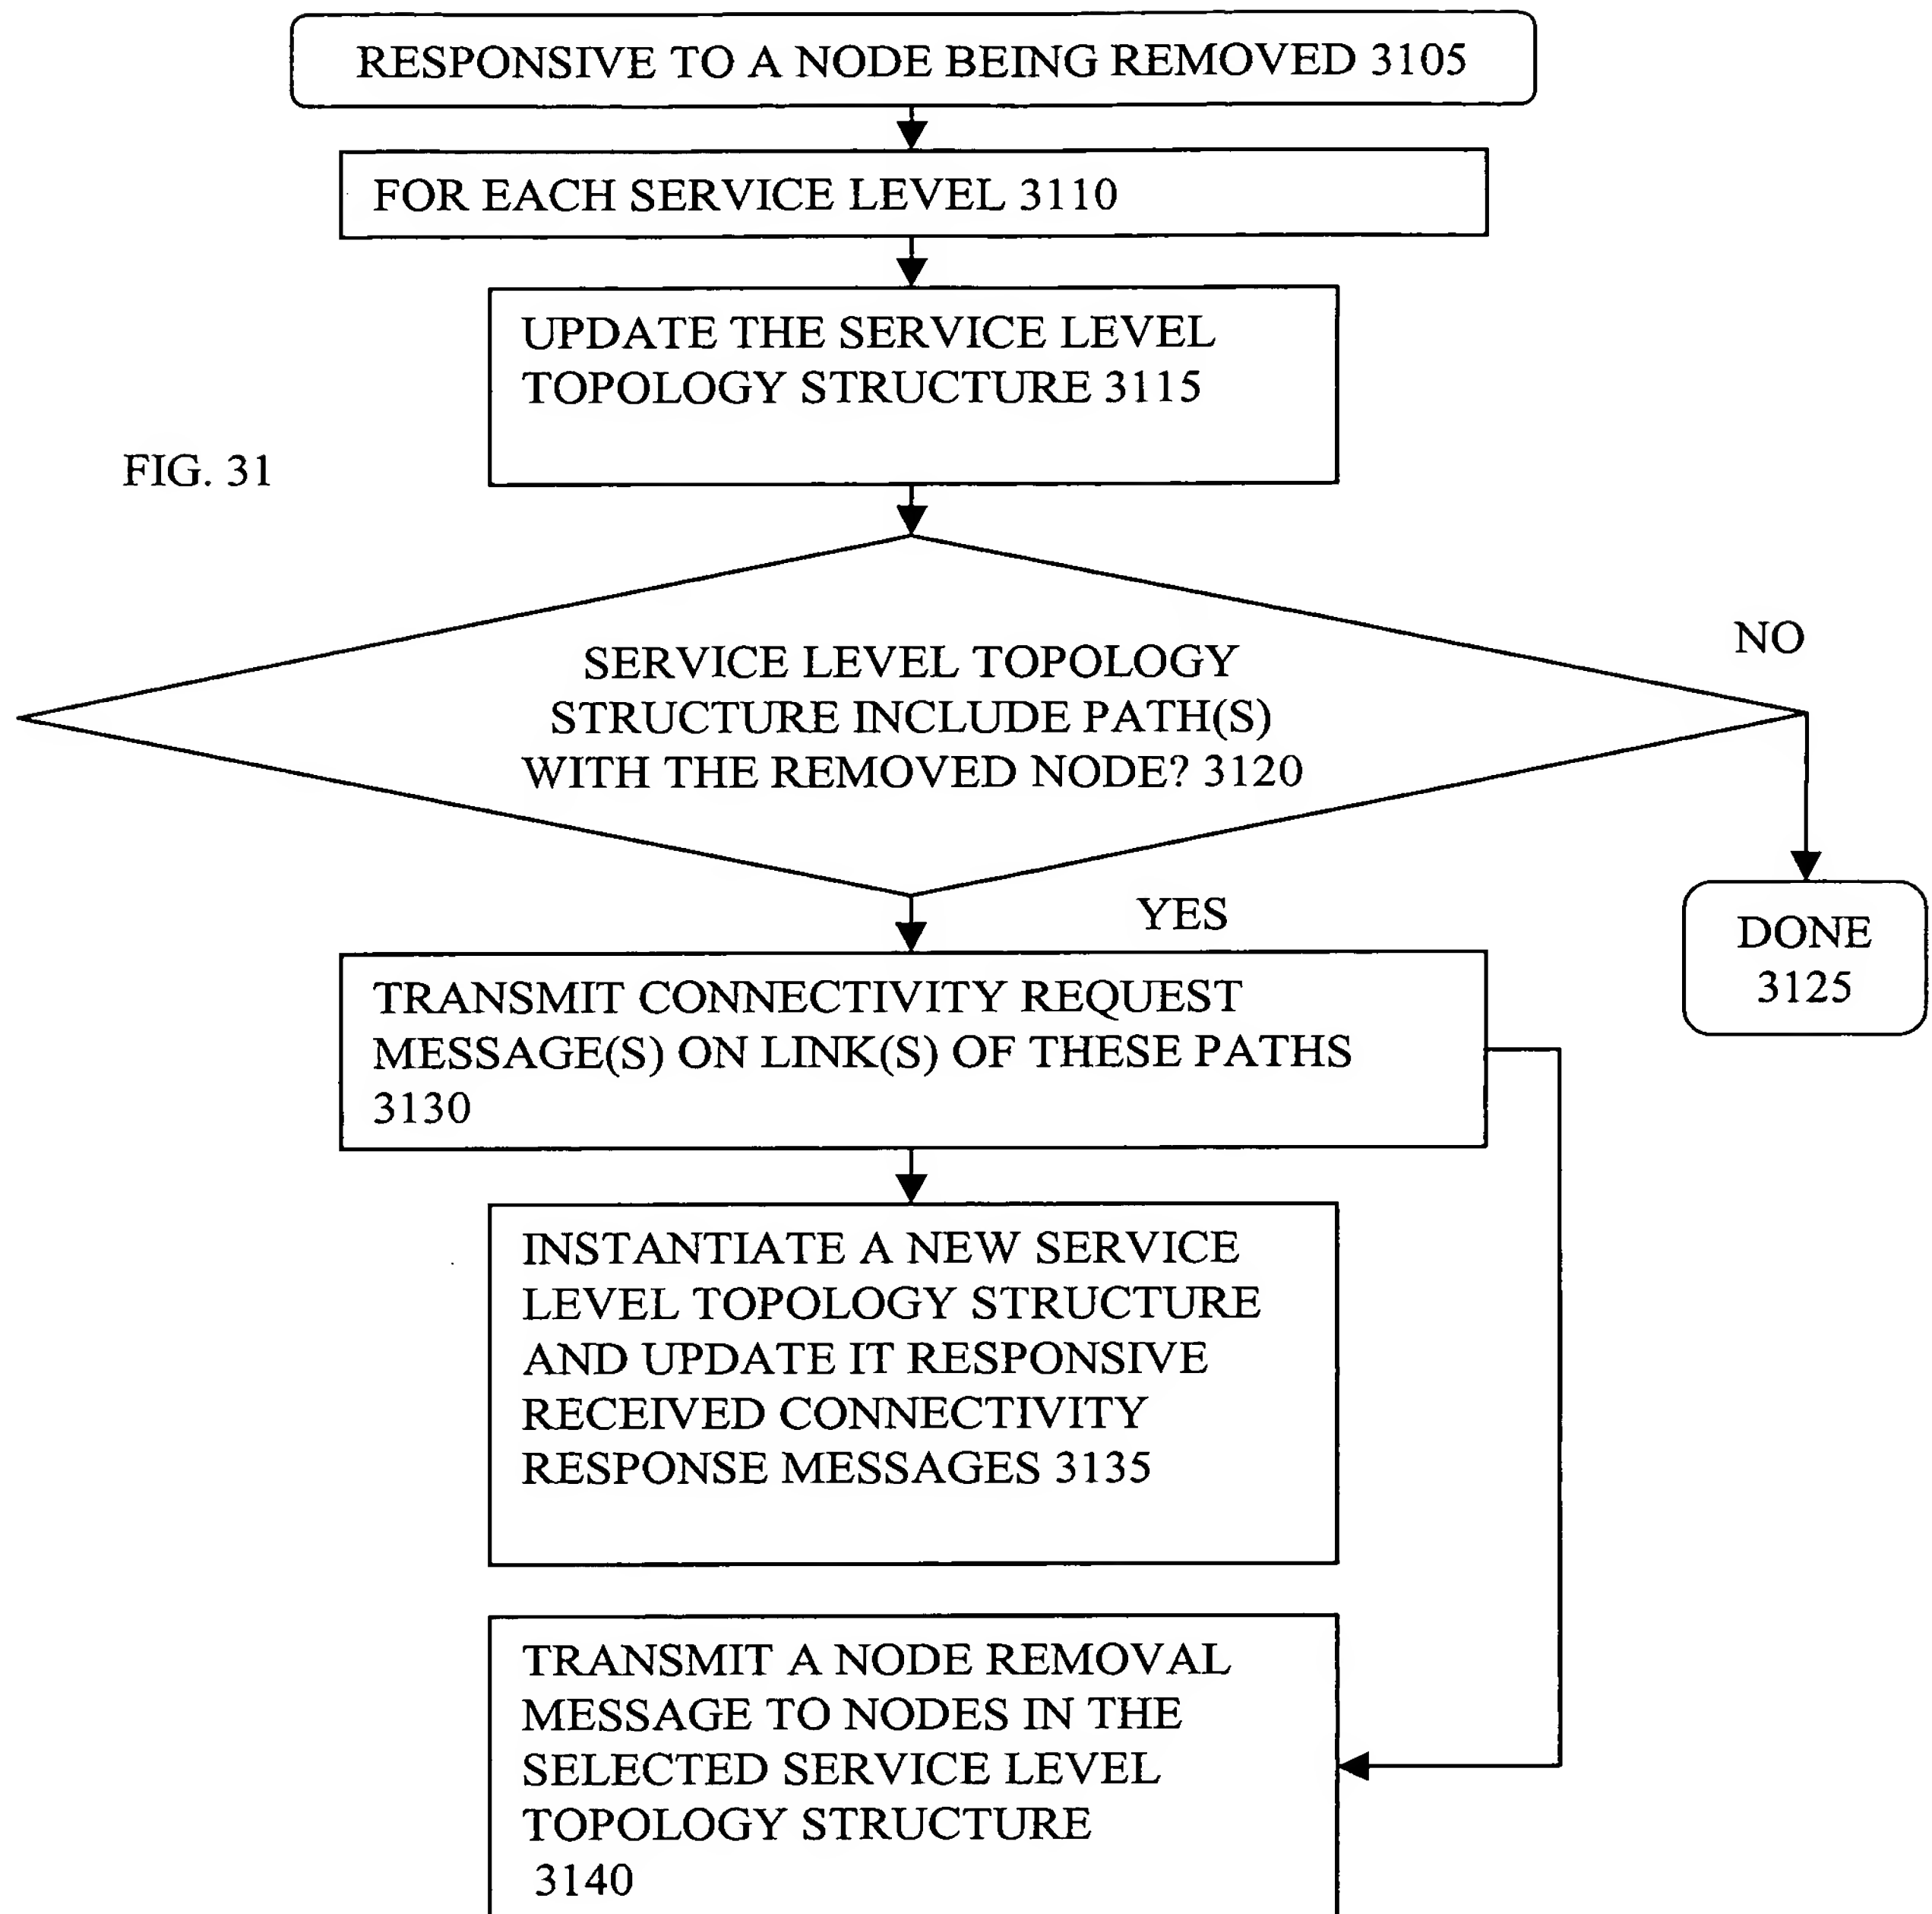 RESPONSIVE TO A NODE BEING REMOVED 3105
FOR EACH SERVICE LEVEL 3110
UPDATE THE SERVICE LEVEL
TOPOLOGY STRUCTURE 3115
FIG. 31
SERVICE LEVEL TOPOLOGY
STRUCTURE INCLUDE PATH(S)
WITH THE REMOVED NODE? 3120
NO
DONE
3125
YES
TRANSMIT CONNECTIVITY REQUEST
MESSAGE(S) ON LINK(S) OF THESE PATHS
3130
INSTANTIATE A NEW SERVICE
LEVEL TOPOLOGY STRUCTURE
AND UPDATE IT RESPONSIVE
RECEIVED CONNECTIVITY
RESPONSE MESSAGES 3135
TRANSMIT A NODE REMOVAL
MESSAGE TO NODES IN THE
SELECTED SERVICE LEVEL
TOPOLOGY STRUCTURE
3140